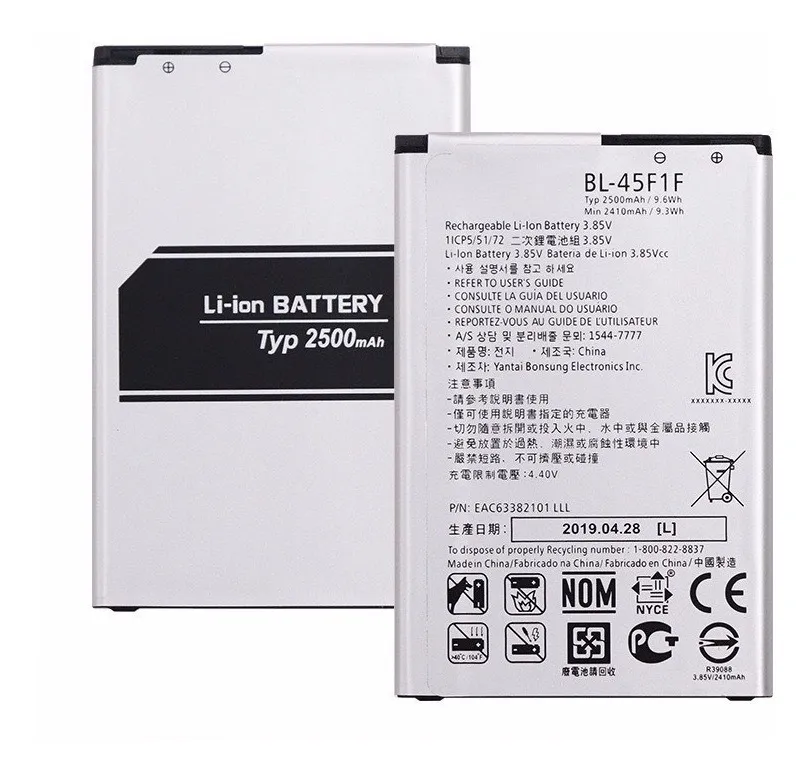 Li-ion BATTERY
Typ 2500mAh
BL-45F1F
Typ 2500mAh / 9.6Wh
Min 2410mAh / 9.3Wh
Rechargeable Li-Ion Battery 3.85V
1ICP5/51/72 二次鋰電池組 3.85V
Li-Ion Battery 3.85V Bateria de Li-ion 3.85Vcc
· 사용 설명서를 참고 하세요
· REFER TO USER'S GUIDE
· CONSULTE LA GUÍA DEL USUARIO
· CONSULTE O MANUAL DO USUARIO
· REPORTEZ-VOUS AU GUIDE DE L'UTILISATEUR
· A/S 상담 및 분리배출 문의: 1544-7777
· 제품명: 전지 · 제조국: China
· 제조자: Yantai Bonsung Electronics Inc.
注意事項
-請參考說明書使用。
-僅可使用說明書指定的充電器
-切勿隨意拆開或投入火中、水中或與金屬品接觸
-避免放置於過熱、潮濕或腐蝕性環境中
-嚴禁短路、不可擠壓或碰撞
充電限制電壓: 4.40V
XXXXXXX-XXXXX
P/N: EAC63382101 LLL
生產日期: 2019.04.28 [L]
To dispose of properly Recycling number : 1-800-822-8837
Made in China/Fabricado na China/Fabricado en China/中國製造
NOM
NYCE
CE
>40°C/104°F
廢電池請回收
R39088
3.85V/2410mAH